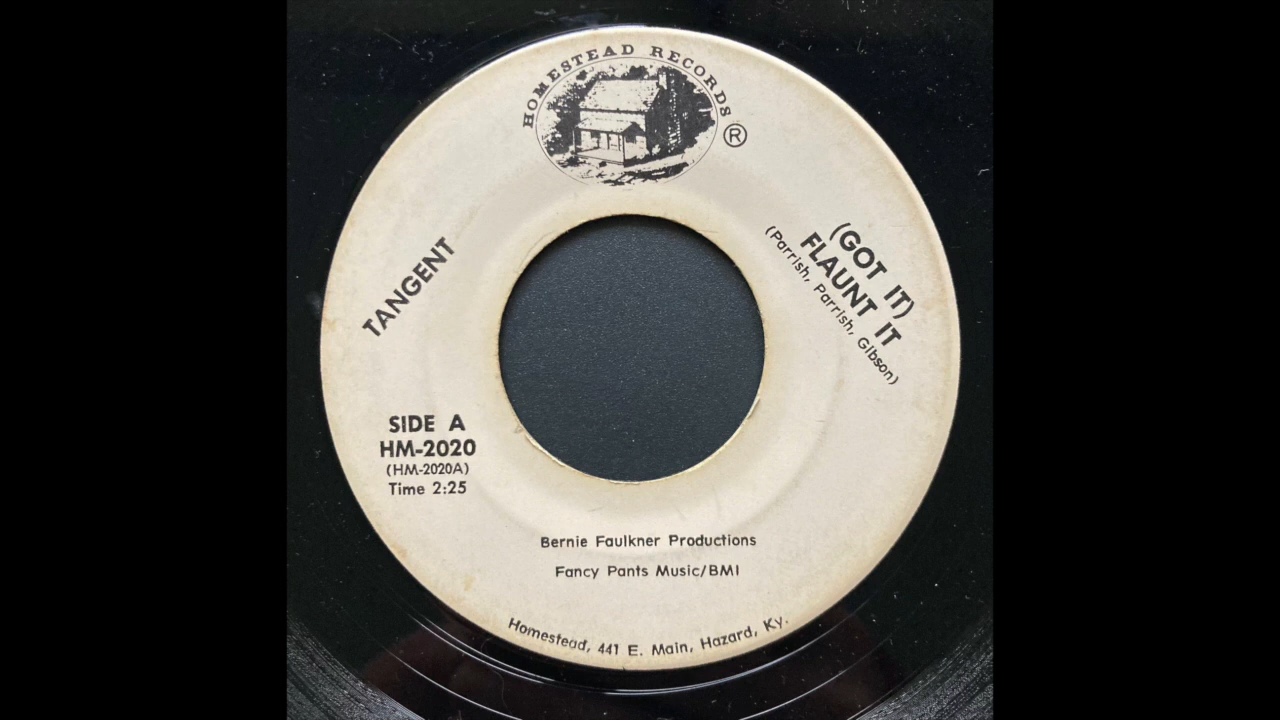 HOMESTEAD RECORDS
®
TANGENT
(GOT IT)
FLAUNT IT
(Parrish, Parrish, Gibson)
SIDE A
HM-2020
(HM-2020A)
Time 2:25
Bernie Faulkner Productions
Fancy Pants Music/BMI
Homestead, 441 E. Main, Hazard, Ky.